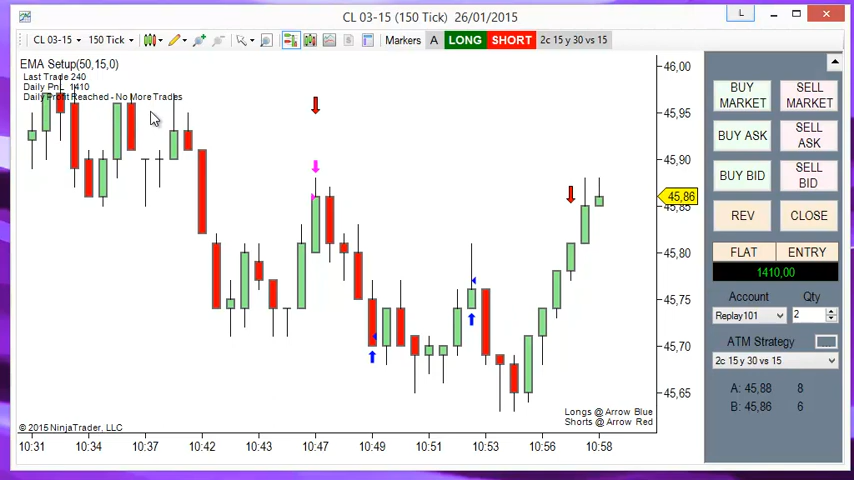 CL 03-15 (150 Tick) 26/01/2015
L
CL 03-15 150 Tick Markers A LONG SHORT 2c 15 y 30 vs 15
EMA Setup(50,15,0)
Last Trade 240
Daily PnL 1410
Daily Profit Reached - No More Trades
46,00
45,95
45,90
45,86
45,85
45,80
45,75
45,70
45,65
Longs @ Arrow Blue
Shorts @ Arrow Red
© 2015 NinjaTrader, LLC
10:31 10:34 10:37 10:42 10:43 10:47 10:49 10:51 10:53 10:56 10:58
BUY MARKET
SELL MARKET
BUY ASK
SELL ASK
BUY BID
SELL BID
REV CLOSE
FLAT ENTRY
1410,00
Account Qty
Replay101 2
ATM Strategy
2c 15 y 30 vs 15
A: 45,88 8
B: 45,86 6